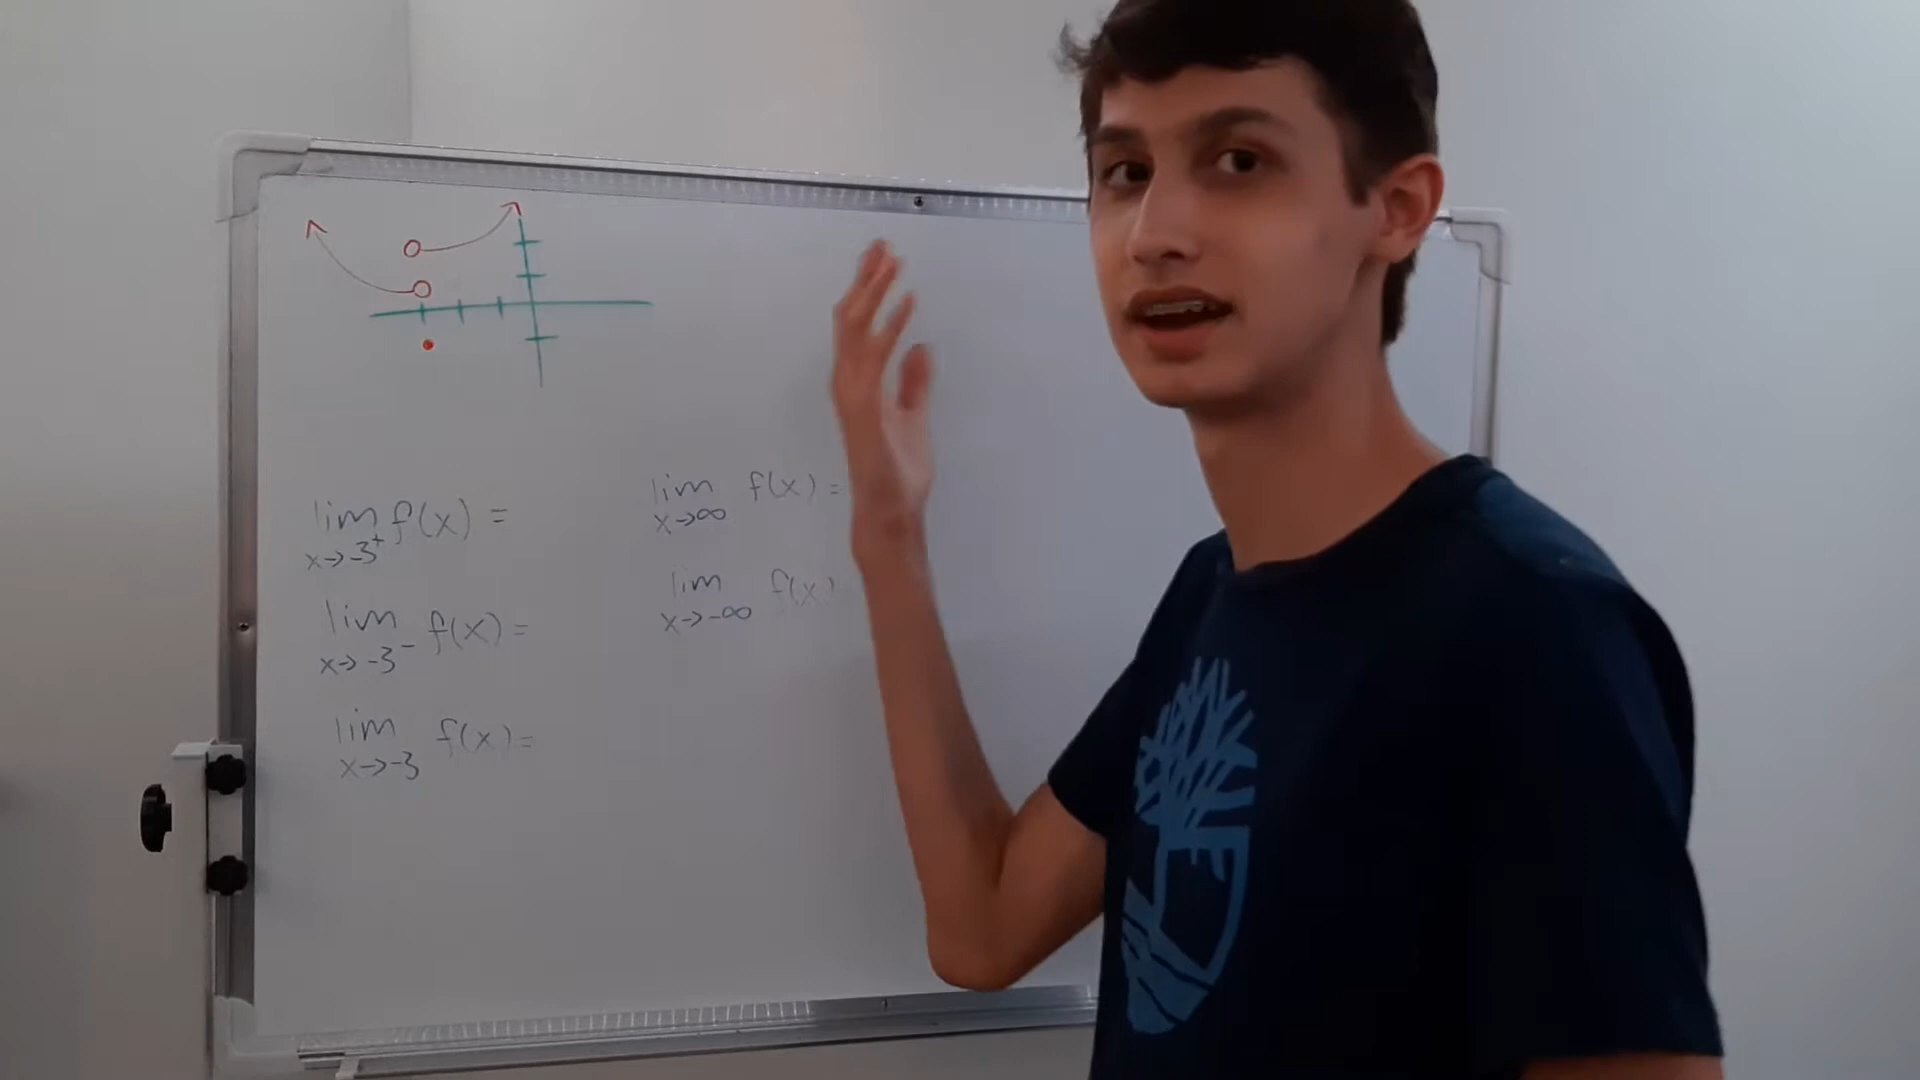 lim f(x) =
x→-3⁺
lim f(x) =
x→-3⁻
lim f(x) =
x→-3
lim f(x) =
x→∞
lim f(x)
x→-∞